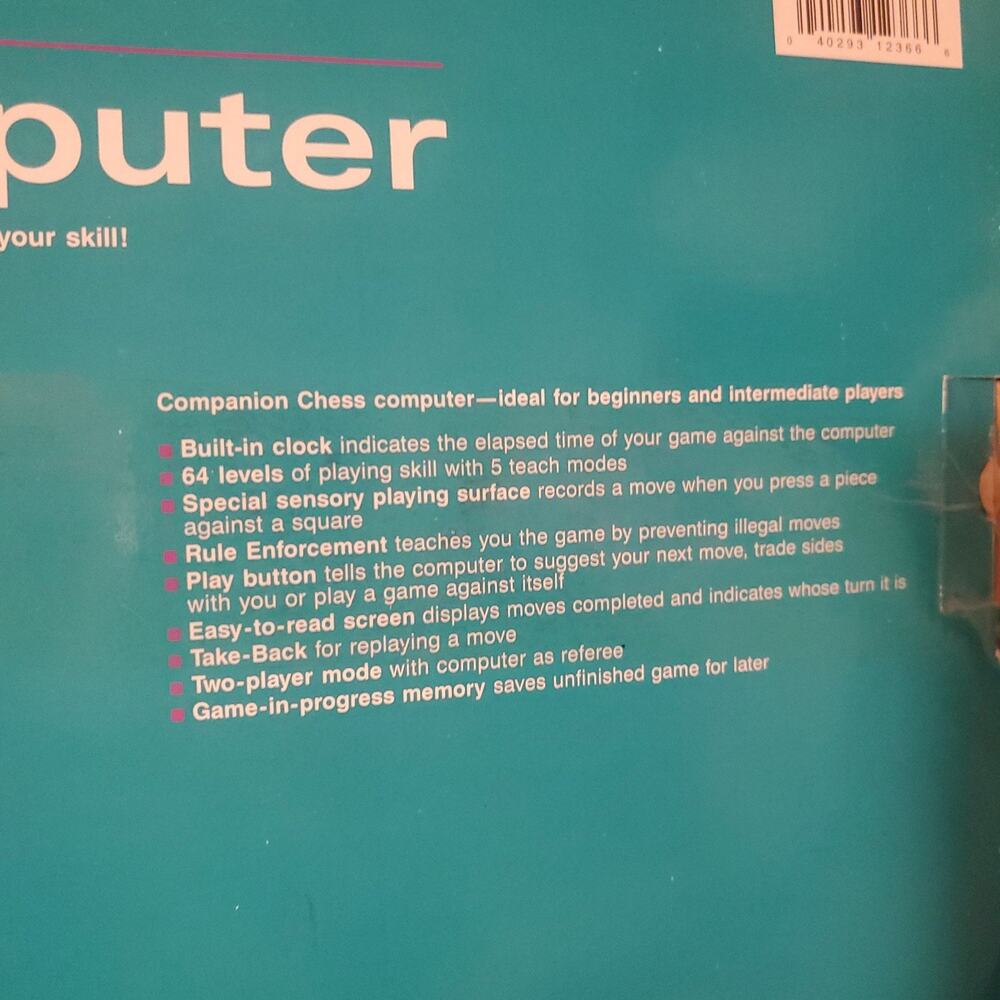 0 40293 12366 6
puter
your skill!
Companion Chess computer—ideal for beginners and intermediate players
Built-in clock indicates the elapsed time of your game against the computer
64 levels of playing skill with 5 teach modes
Special sensory playing surface records a move when you press a piece
against a square
Rule Enforcement teaches you the game by preventing illegal moves
Play button tells the computer to suggest your next move, trade sides
with you or play a game against itself
Easy-to-read screen displays moves completed and indicates whose turn it is
Take-Back for replaying a move
Two-player mode with computer as referee
Game-in-progress memory saves unfinished game for later